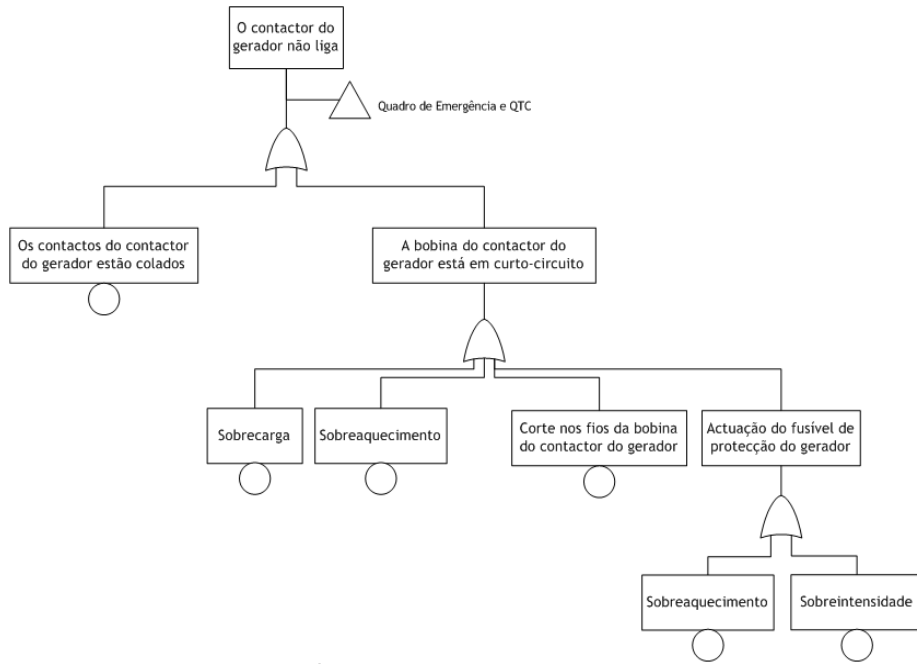 O contactor do
gerador não liga
Quadro de Emergência e QTC
Os contactos do contactor
do gerador estão colados
A bobina do contactor do
gerador está em curto-circuito
Sobrecarga
Sobreaquecimento
Corte nos fios da bobina
do contactor do gerador
Actuação do fusível de
protecção do gerador
Sobreaquecimento
Sobreintensidade